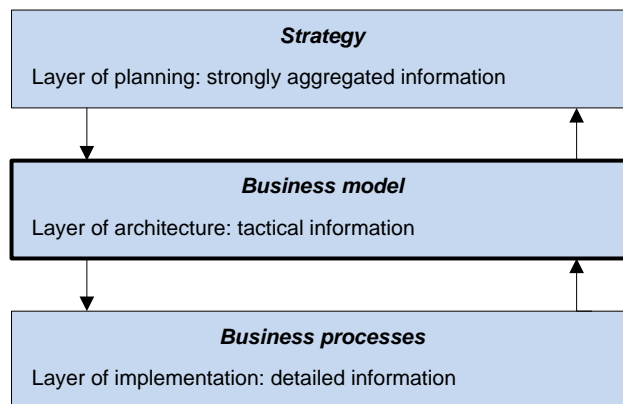 Strategy
Layer of planning: strongly aggregated information
Business model
Layer of architecture: tactical information
Business processes
Layer of implementation: detailed information